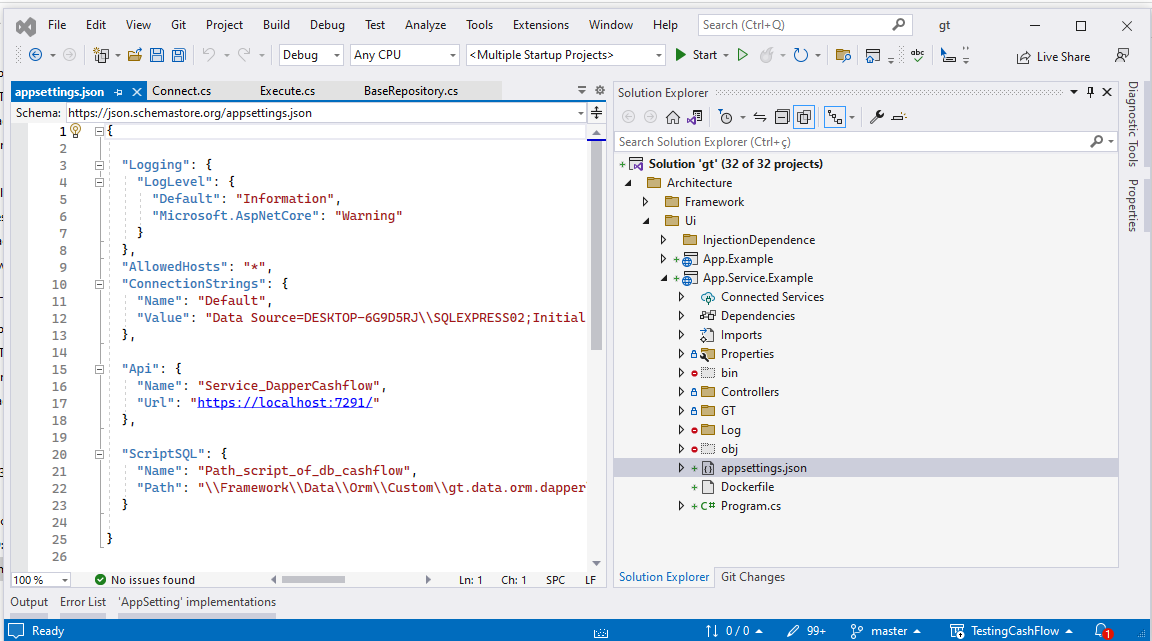 File Edit View Git Project Build Debug Test Analyze Tools Extensions Window Help Search (Ctrl+Q) gt
Debug Any CPU <Multiple Startup Projects> Start Live Share
appsettings.json Connect.cs Execute.cs BaseRepository.cs
Schema: https://json.schemastore.org/appsettings.json
1 {
2
3 "Logging": {
4 "LogLevel": {
5 "Default": "Information",
6 "Microsoft.AspNetCore": "Warning"
7 }
8 },
9 "AllowedHosts": "*",
10 "ConnectionStrings": {
11 "Name": "Default",
12 "Value": "Data Source=DESKTOP-6G9D5RJ\\SQLEXPRESS02;Initial
13 },
14
15 "Api": {
16 "Name": "Service_DapperCashflow",
17 "Url": "https://localhost:7291/"
18 },
19
20 "ScriptSQL": {
21 "Name": "Path_script_of_db_cashflow",
22 "Path": "\\Framework\\Data\\Orm\\Custom\\gt.data.orm.dapper
23 }
24
25 }
26
100 % No issues found Ln: 1 Ch: 1 SPC LF
Output Error List 'AppSetting' implementations
Solution Explorer
Search Solution Explorer (Ctrl+ç)
Solution 'gt' (32 of 32 projects)
Architecture
Framework
Ui
InjectionDependence
App.Example
App.Service.Example
Connected Services
Dependencies
Imports
Properties
bin
Controllers
GT
Log
obj
appsettings.json
Dockerfile
C# Program.cs
Solution Explorer Git Changes
Diagnostic Tools
Properties
Ready 0 / 0 99+ master TestingCashFlow 1